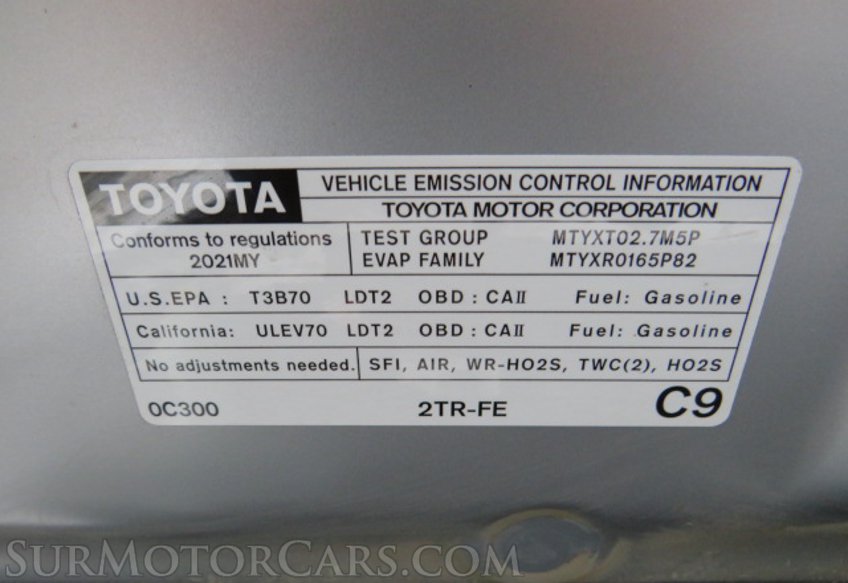 TOYOTA
VEHICLE EMISSION CONTROL INFORMATION
TOYOTA MOTOR CORPORATION
Conforms to regulations
2021MY
TEST GROUP MTYXT02.7M5P
EVAP FAMILY MTYXR0165P82
U.S.EPA : T3B70 LDT2 OBD : CAII Fuel: Gasoline
California: ULEV70 LDT2 OBD : CAII Fuel: Gasoline
No adjustments needed. SFI, AIR, WR-HO2S, TWC(2), HO2S
0C300 2TR-FE C9
SURMOTORCARS.COM